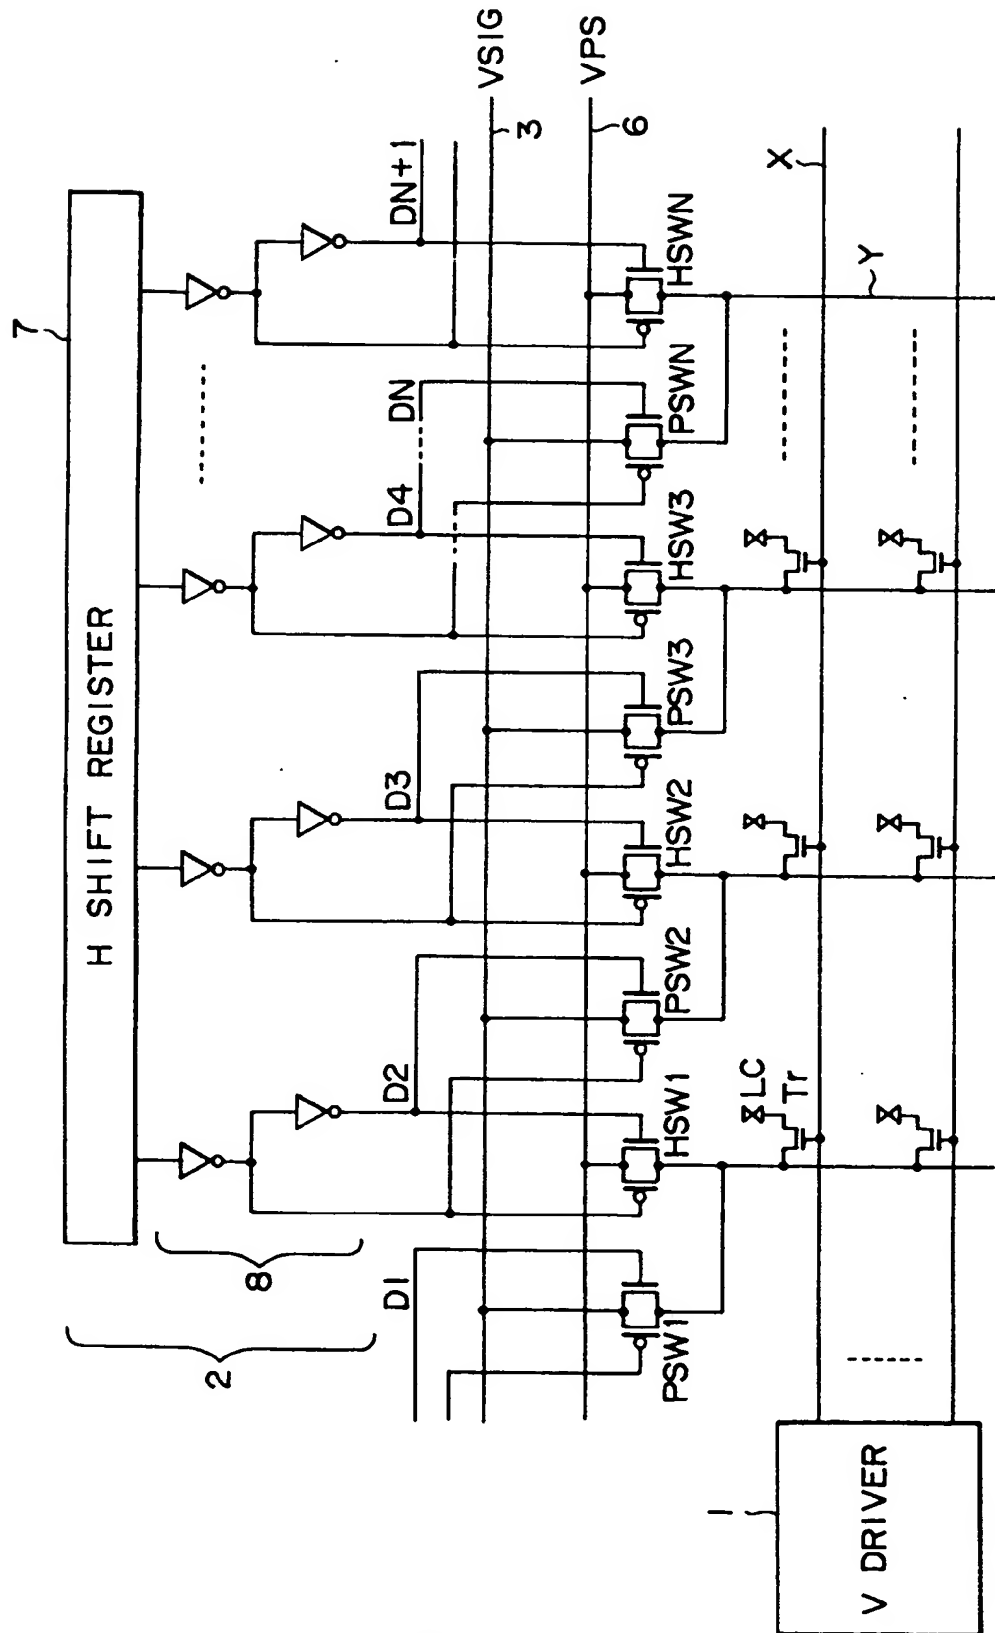 7
H SHIFT REGISTER
8
2
D1
D2
D3
D4
DN
DN+1
VSIG
3
VPS
6
PSW1
HSW1
PSW2
HSW2
PSW3
HSW3
PSWN
HSWN
LC
Tr
X
Y
1
V DRIVER